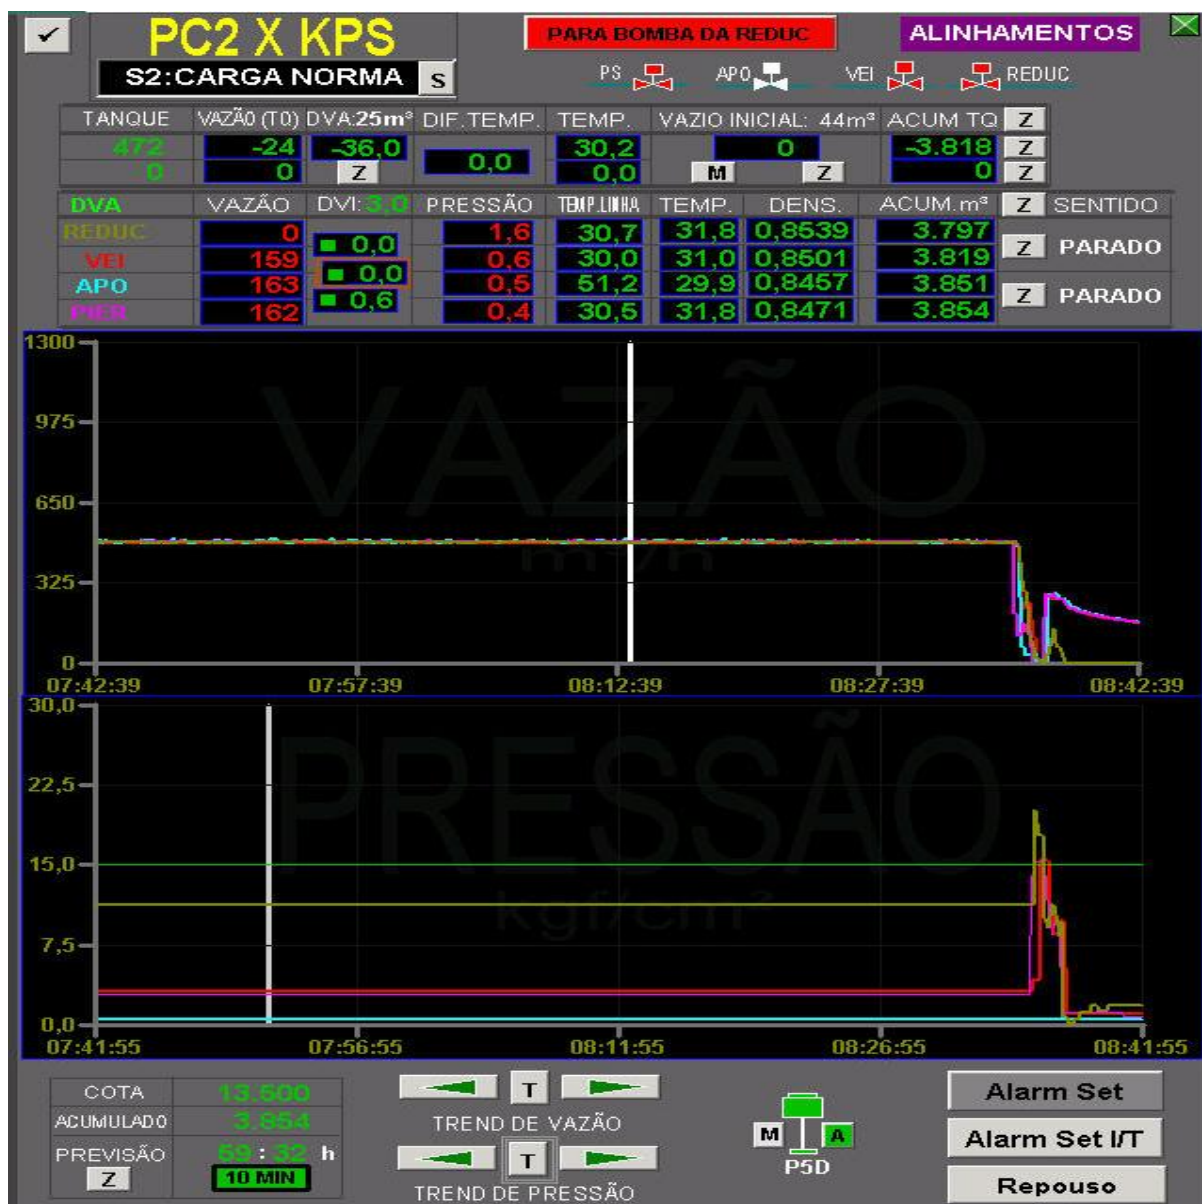 PC2 X KPS
PARA BOMBA DA REDUC
ALINHAMENTOS
S2:CARGA NORMA S
PS APO VEI REDUC
TANQUE VAZÃO (TQ) DVA:25m³ DIF.TEMP. TEMP. VAZIO INICIAL: 44m³ ACUM TQ Z
472 -24 -36,0 0,0 30,2 0 -3.818 Z
0 0 Z 0,0 M Z 0 Z
DVA VAZÃO DVI:3,0 PRESSÃO TEMP.LINHA TEMP. DENS. ACUM.m³ Z SENTIDO
REDUC 0 0,0 1,6 30,7 31,8 0,8539 3.797 Z PARADO
VEI 159 0,0 0,6 30,0 31,0 0,8501 3.819
APO 163 0,6 0,5 51,2 29,9 0,8457 3.851 Z PARADO
PIER 162 0,4 30,5 31,8 0,8471 3.854
VAZÃO
m³/h
1300
975
650
325
0
07:42:39 07:57:39 08:12:39 08:27:39 08:42:39
PRESSÃO
kgf/cm²
30,0
22,5
15,0
7,5
0,0
07:41:55 07:56:55 08:11:55 08:26:55 08:41:55
COTA 13.500
ACUMULADO 3.854
PREVISÃO 59 : 32 h
Z 10 MIN
T
TREND DE VAZÃO
T
TREND DE PRESSÃO
M A
P5D
Alarm Set
Alarm Set I/T
Repouso